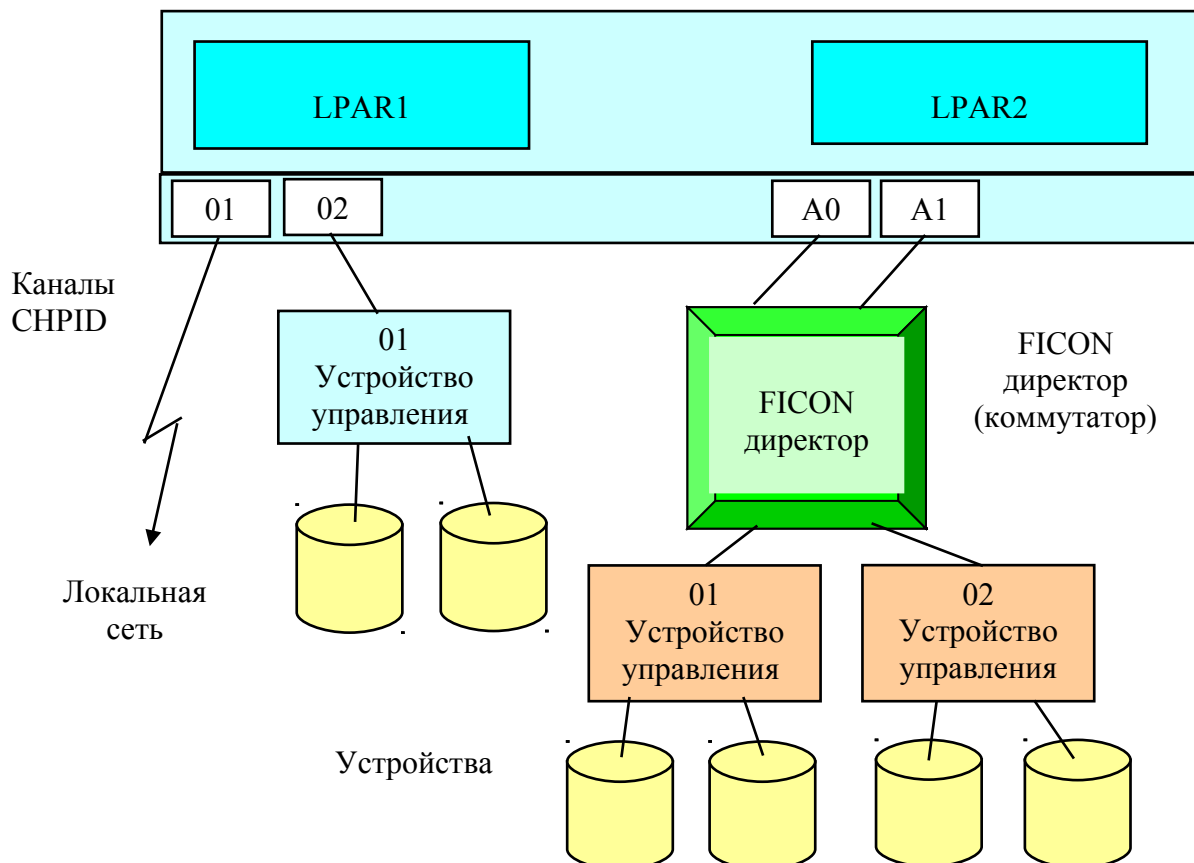 LPAR1
LPAR2
01
02
A0
A1
Каналы
CHPID
01
Устройство
управления
FICON
директор
FICON
директор
(коммутатор)
Локальная
сеть
01
Устройство
управления
02
Устройство
управления
Устройства